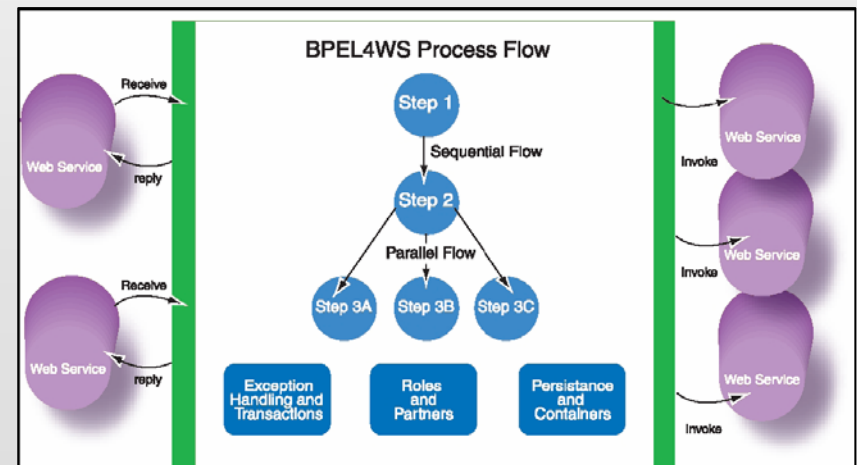 BPEL4WS Process Flow
Receive
Web Service
reply
Receive
Web Service
reply
Step 1
Sequential Flow
Step 2
Parallel Flow
Step 3A
Step 3B
Step 3C
Exception
Handling and
Transactions
Roles
and
Partners
Persistance
and
Containers
Web Service
Invoke
Web Service
Invoke
Web Service
Invoke